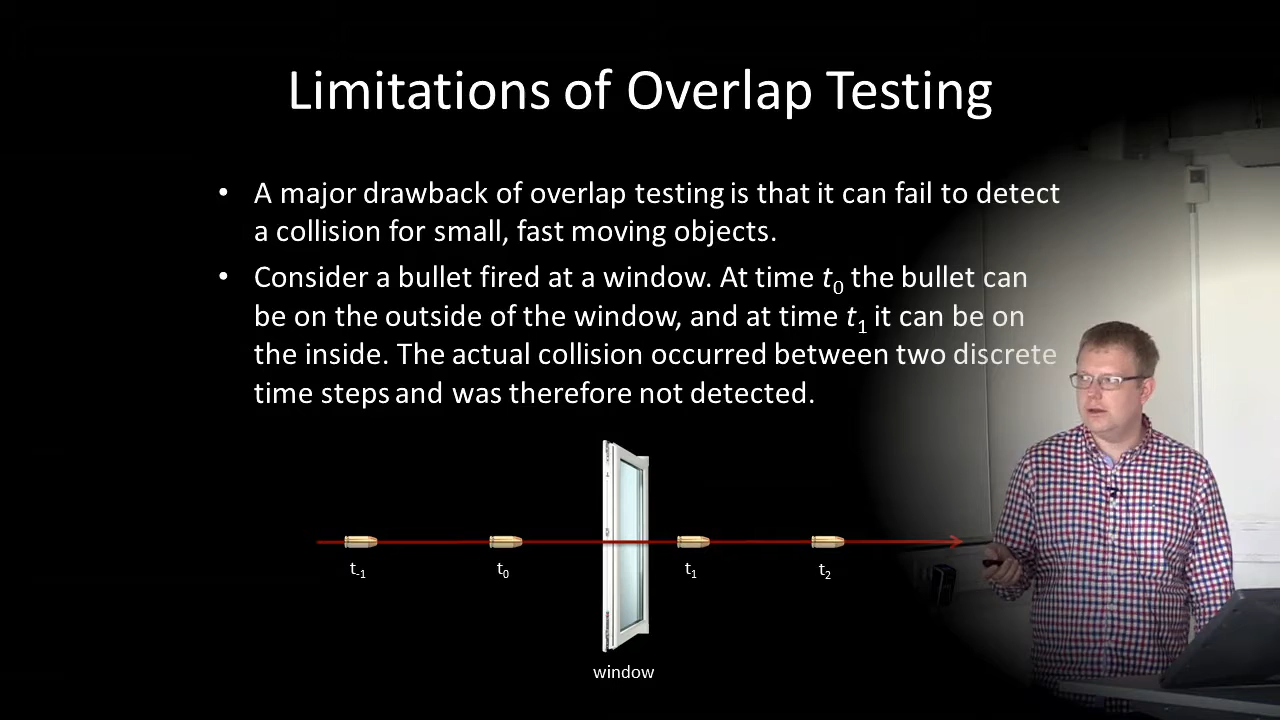 Limitations of Overlap Testing
• A major drawback of overlap testing is that it can fail to detect
a collision for small, fast moving objects.
• Consider a bullet fired at a window. At time t0 the bullet can
be on the outside of the window, and at time t1 it can be on
the inside. The actual collision occurred between two discrete
time steps and was therefore not detected.
t-1 t0 t1 t2
window